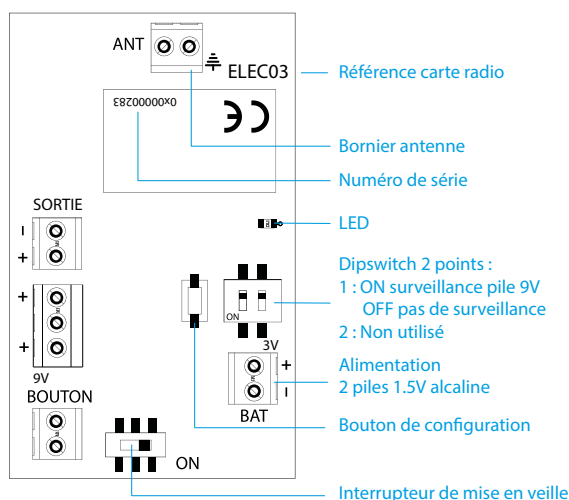 ANT
ELEC03
Référence carte radio
0x00000283
CE
Bornier antenne
Numéro de série
SORTIE
-
+
LED
Dipswitch 2 points :
1 : ON surveillance pile 9V
OFF pas de surveillance
2 : Non utilisé
ON
+
+
9V
3V
+
-
BAT
Alimentation
2 piles 1.5V alcaline
BOUTON
Bouton de configuration
ON
Interrupteur de mise en veille